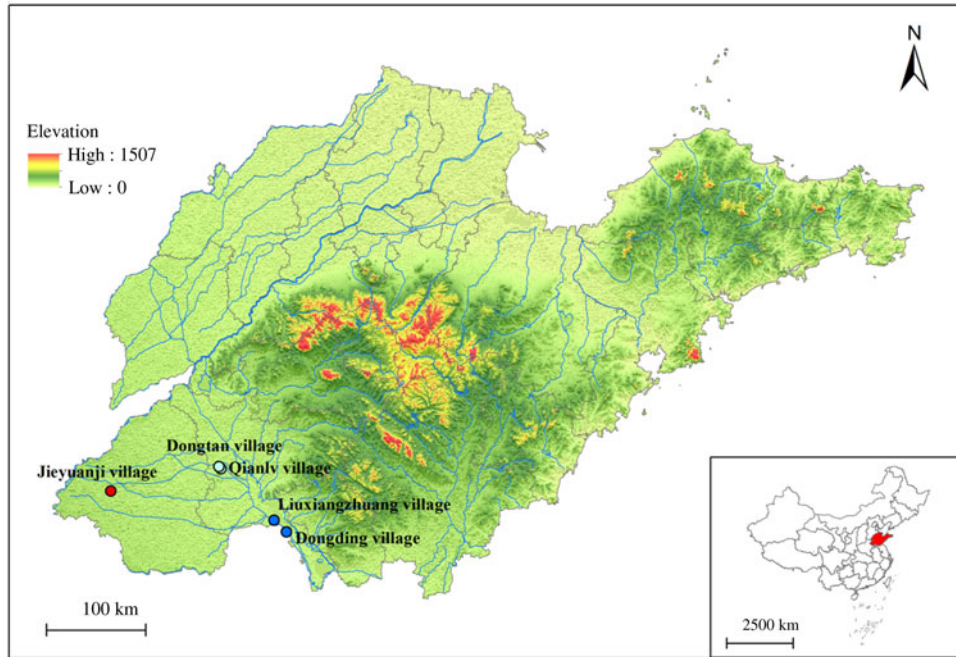 N
Elevation
High : 1507
Low : 0
Dongtan village
Qianlv village
Jieyuanji village
Liuxiangzhuang village
Dongding village
100 km
2500 km